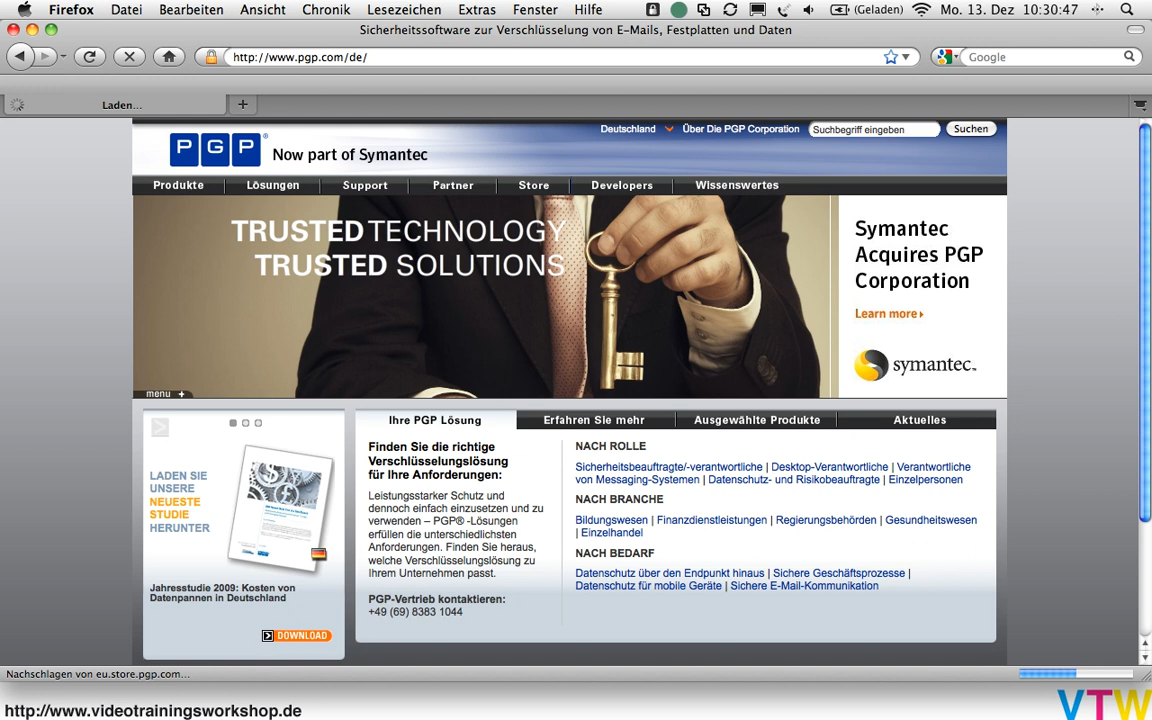 Firefox Datei Bearbeiten Ansicht Chronik Lesezeichen Extras Fenster Hilfe (Geladen) Mo. 13. Dez 10:30:47
Sicherheitssoftware zur Verschlüsselung von E-Mails, Festplatten und Daten
http://www.pgp.com/de/ Google
Laden...
Deutschland Über Die PGP Corporation Suchbegriff eingeben Suchen
PGP® Now part of Symantec
Produkte Lösungen Support Partner Store Developers Wissenswertes
TRUSTED TECHNOLOGY
TRUSTED SOLUTIONS
Symantec
Acquires PGP
Corporation
Learn more
symantec.
menu +
LADEN SIE
UNSERE
NEUESTE
STUDIE
HERUNTER
Jahresstudie 2009: Kosten von
Datenpannen in Deutschland
DOWNLOAD
Ihre PGP Lösung Erfahren Sie mehr Ausgewählte Produkte Aktuelles
Finden Sie die richtige
Verschlüsselungslösung
für Ihre Anforderungen:
Leistungsstarker Schutz und
dennoch einfach einzusetzen und zu
verwenden – PGP® -Lösungen
erfüllen die unterschiedlichsten
Anforderungen. Finden Sie heraus,
welche Verschlüsselungslösung zu
Ihrem Unternehmen passt.
PGP-Vertrieb kontaktieren:
+49 (69) 8383 1044
NACH ROLLE
Sicherheitsbeauftragte/-verantwortliche | Desktop-Verantwortliche | Verantwortliche
von Messaging-Systemen | Datenschutz- und Risikobeauftragte | Einzelpersonen
NACH BRANCHE
Bildungswesen | Finanzdienstleistungen | Regierungsbehörden | Gesundheitswesen
| Einzelhandel
NACH BEDARF
Datenschutz über den Endpunkt hinaus | Sichere Geschäftsprozesse |
Datenschutz für mobile Geräte | Sichere E-Mail-Kommunikation
Nachschlagen von eu.store.pgp.com...
http://www.videotrainingsworkshop.de
VTW